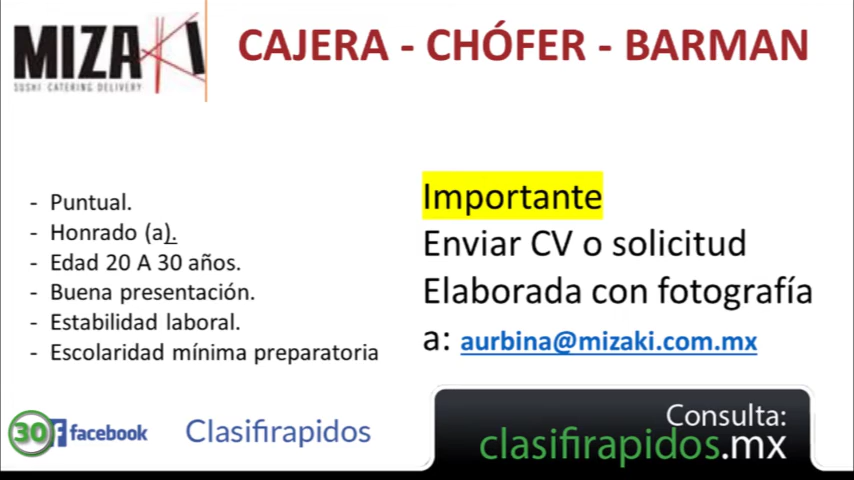 MIZAKI
SUSHI CATERING DELIVERY
CAJERA - CHÓFER - BARMAN
- Puntual.
- Honrado (a).
- Edad 20 A 30 años.
- Buena presentación.
- Estabilidad laboral.
- Escolaridad mínima preparatoria
Importante
Enviar CV o solicitud
Elaborada con fotografía
a: aurbina@mizaki.com.mx
30 f facebook
Clasifirapidos
Consulta:
clasifirapidos.mx